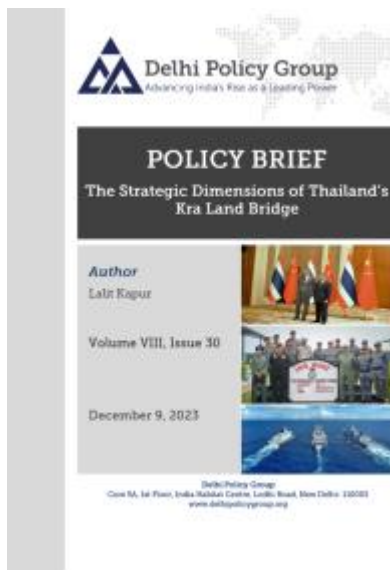 Delhi Policy Group
Advancing India's Rise as a Leading Power
POLICY BRIEF
The Strategic Dimensions of Thailand's
Kra Land Bridge
Author
Lalit Kapur
Volume VIII, Issue 30
December 9, 2023
Delhi Policy Group
Core 5A, 1st Floor, India Habitat Centre, Lodhi Road, New Delhi- 110003
www.delhipolicygroup.org